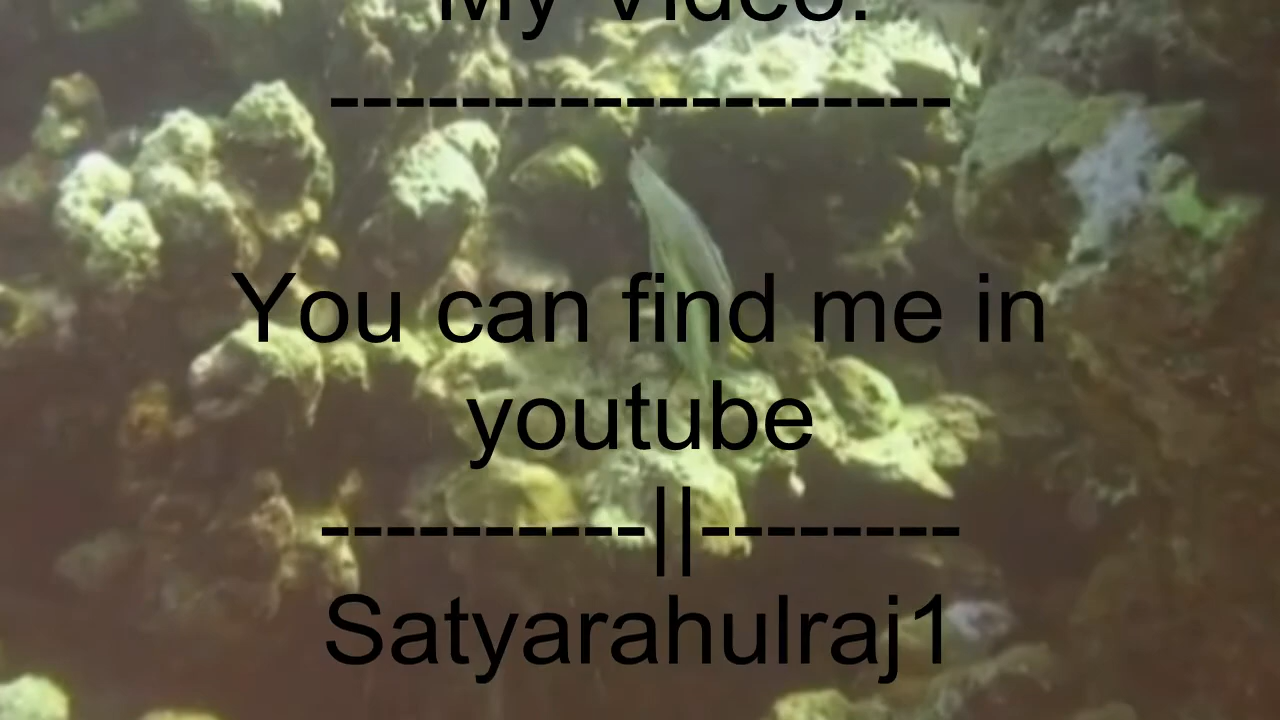 My Video.
-------------------
You can find me in
youtube
----------||--------
Satyarahulraj1